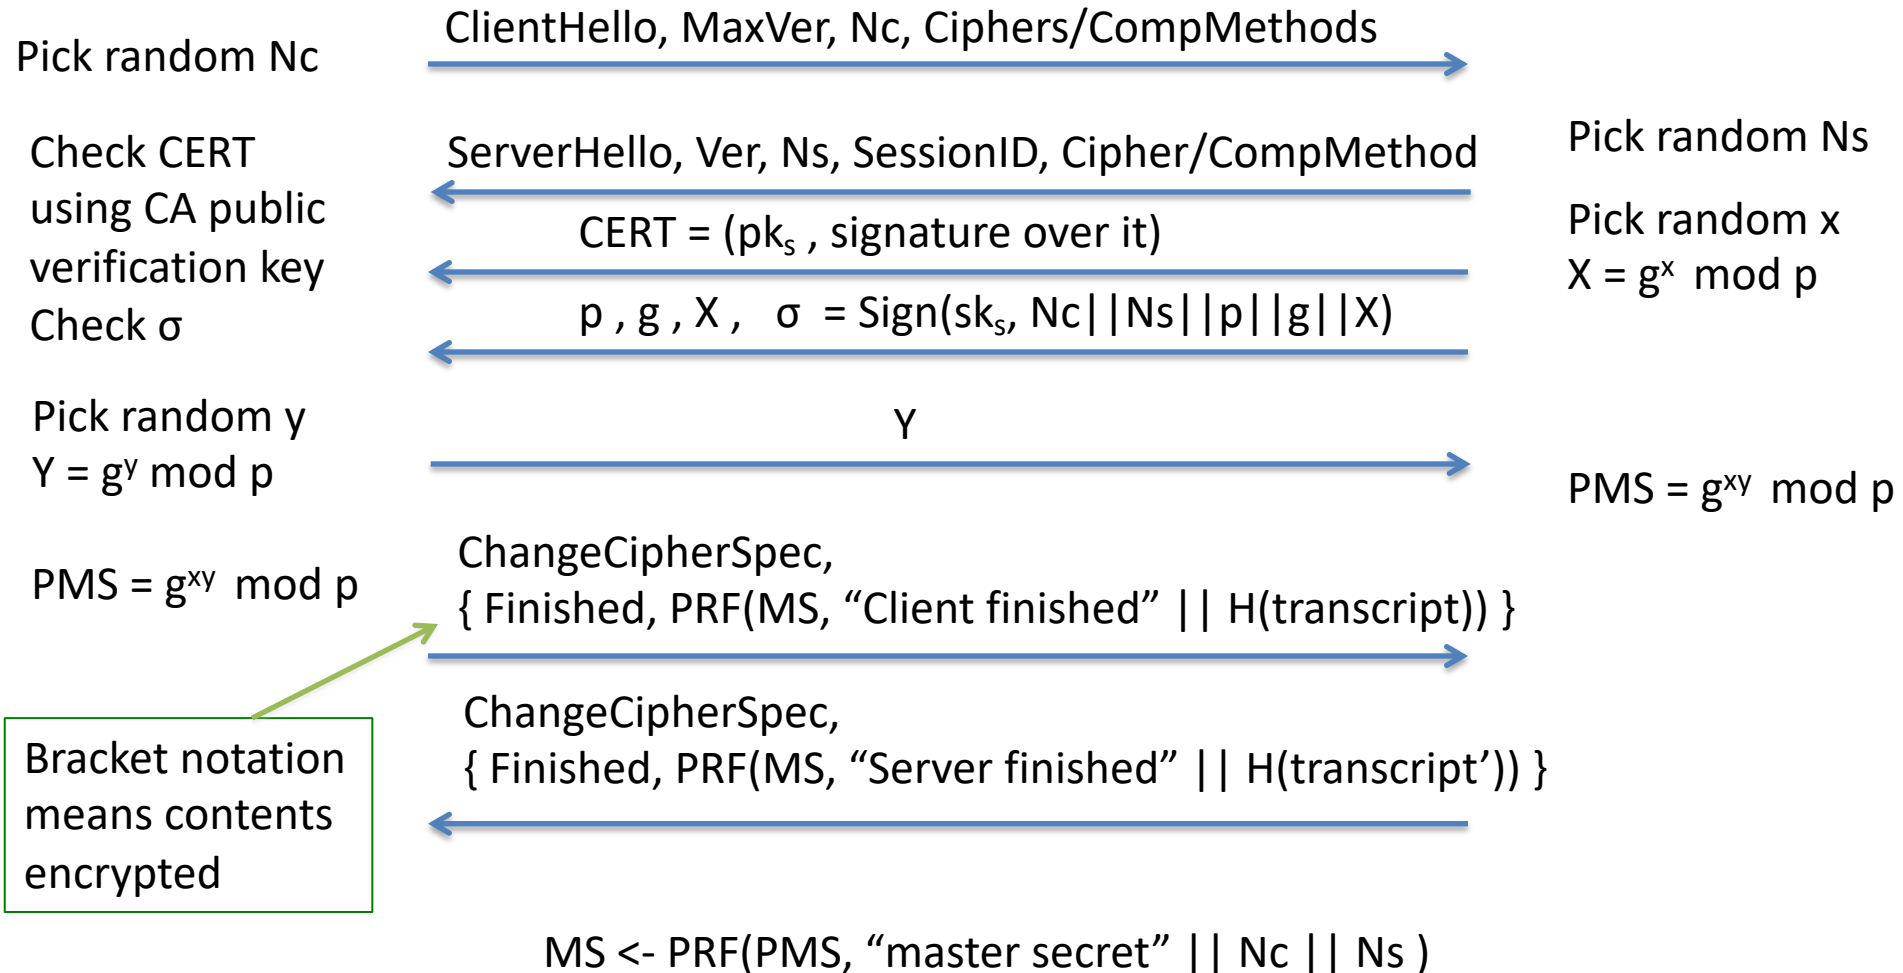 Pick random Nc
ClientHello, MaxVer, Nc, Ciphers/CompMethods
Check CERT
using CA public
verification key
Check σ
ServerHello, Ver, Ns, SessionID, Cipher/CompMethod
CERT = (pkₛ , signature over it)
p , g , X , σ = Sign(skₛ, Nc||Ns||p||g||X)
Pick random Ns
Pick random x
X = gˣ mod p
Pick random y
Y = gʸ mod p
Y
PMS = gˣʸ mod p
PMS = gˣʸ mod p
ChangeCipherSpec,
{ Finished, PRF(MS, “Client finished” || H(transcript)) }
ChangeCipherSpec,
{ Finished, PRF(MS, “Server finished” || H(transcript’)) }
Bracket notation
means contents
encrypted
MS <- PRF(PMS, “master secret” || Nc || Ns )